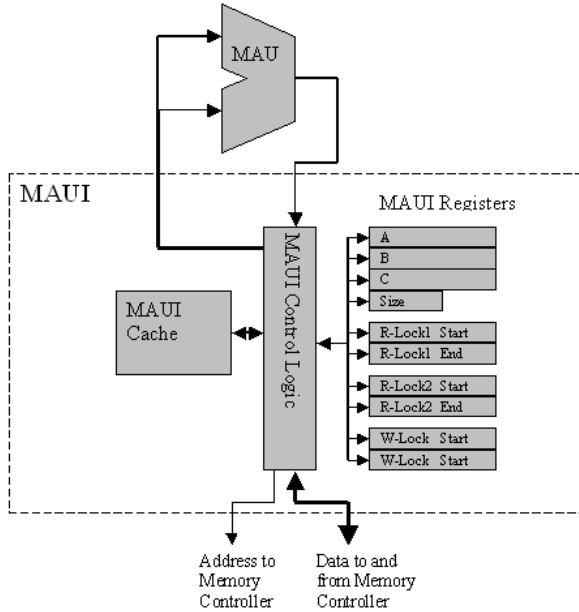 MAU
MAUI
MAUI Registers
A
B
C
Size
R-Lock1 Start
R-Lock1 End
R-Lock2 Start
R-Lock2 End
W-Lock Start
W-Lock Start
MAUI Control Logic
MAUI
Cache
Address to
Memory
Controller
Data to and
from Memory
Controller